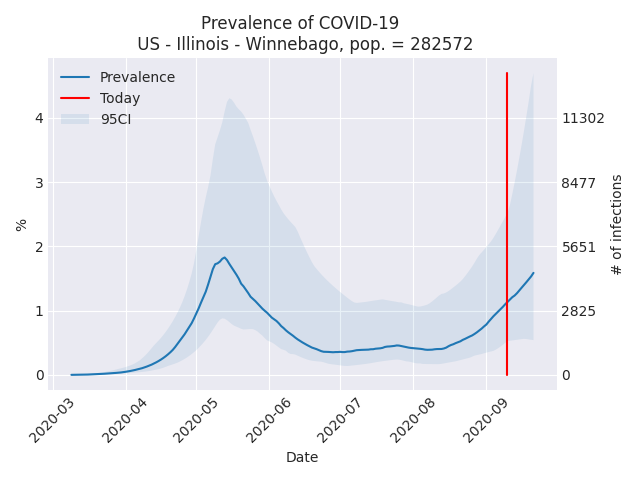 Prevalence of COVID-19
US - Illinois - Winnebago, pop. = 282572
Prevalence
Today
95CI
4
3
2
1
0
%
11302
8477
5651
2825
0
# of infections
2020-03
2020-04
2020-05
2020-06
2020-07
2020-08
2020-09
Date